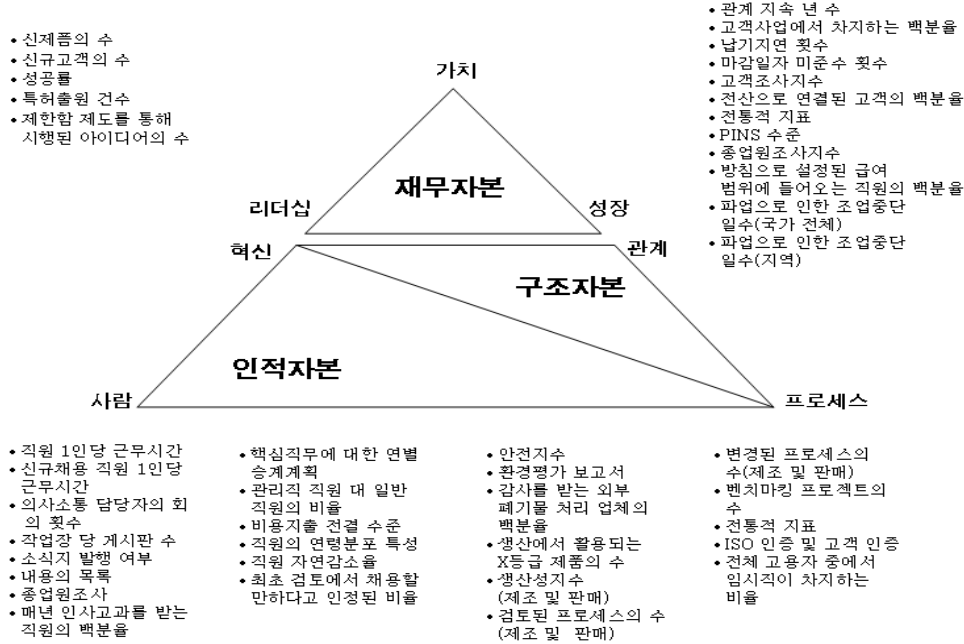 • 신제품의 수
• 신규고객의 수
• 성공률
• 특허출원 건수
• 제한함 제도를 통해
시행된 아이디어의 수
• 관계 지속 년 수
• 고객사업에서 차지하는 백분율
• 납기지연 횟수
• 마감일자 미준수 횟수
• 고객조사지수
• 전산으로 연결된 고객의 백분율
• 전통적 지표
• PINS 수준
• 종업원조사지수
• 방침으로 설정된 급여
범위에 들어오는 직원의 백분율
• 파업으로 인한 조업중단
일수(국가 전체)
• 파업으로 인한 조업중단
일수(지역)
가치
재무자본
리더십
성장
혁신
관계
구조자본
인적자본
사람
프로세스
• 직원 1인당 근무시간
• 신규채용 직원 1인당
근무시간
• 의사소통 담당자의 회
의 횟수
• 작업장 당 게시판 수
• 소식지 발행 여부
• 내용의 목록
• 종업원조사
• 매년 인사고과를 받는
직원의 백분율
• 핵심직무에 대한 연별
승계계획
• 관리직 직원 대 일반
직원의 비율
• 비용지출 전결 수준
• 직원의 연령분포 특성
• 직원 자연감소율
• 최초 검토에서 채용할
만하다고 인정된 비율
• 안전지수
• 환경평가 보고서
• 감사를 받는 외부
폐기물 처리 업체의
백분율
• 생산에서 활용되는
X등급 제품의 수
• 생산성지수
(제조 및 판매)
• 검토된 프로세스의 수
(제조 및 판매)
• 변경된 프로세스의
수(제조 및 판매)
• 벤치마킹 프로젝트의
수
• 전통적 지표
• ISO 인증 및 고객 인증
• 전체 고용자 중에서
임시직이 차지하는
비율